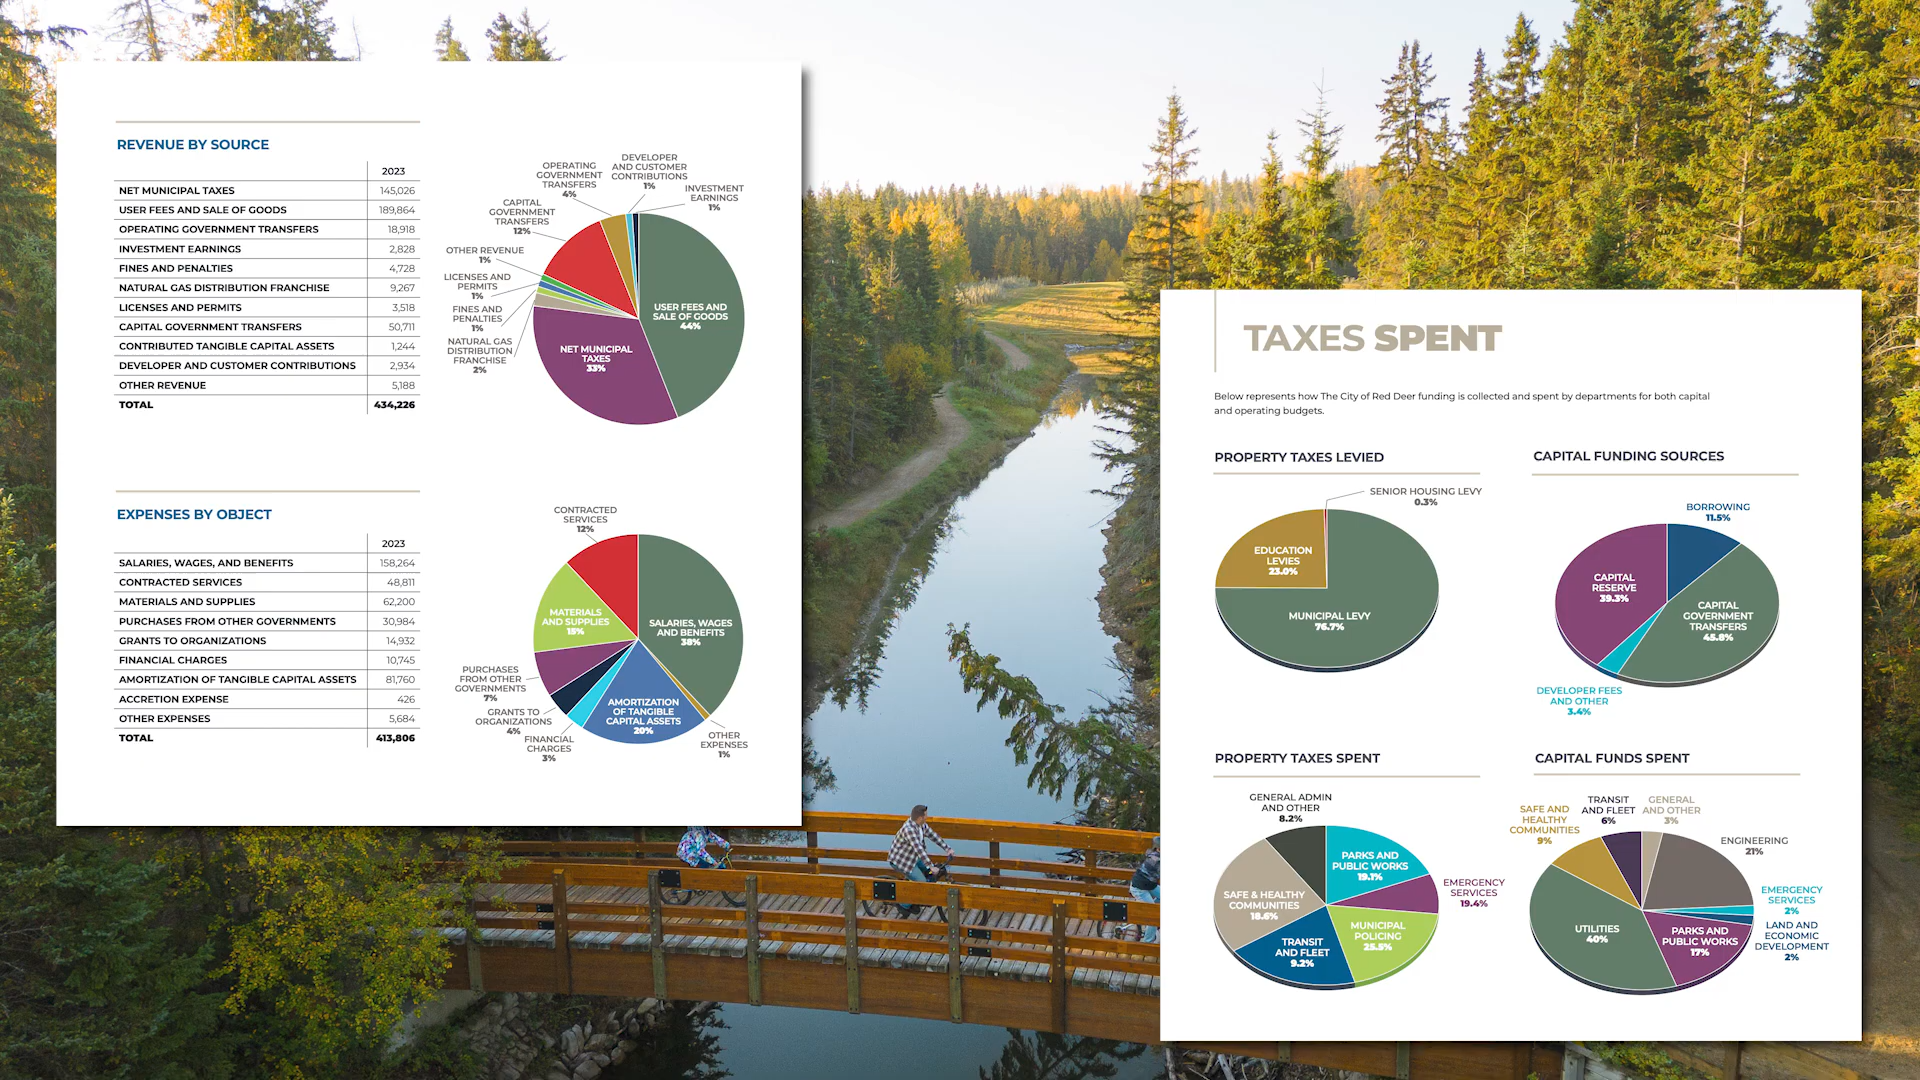 REVENUE BY SOURCE
2023
NET MUNICIPAL TAXES 145,026
USER FEES AND SALE OF GOODS 189,864
OPERATING GOVERNMENT TRANSFERS 18,918
INVESTMENT EARNINGS 2,828
FINES AND PENALTIES 4,728
NATURAL GAS DISTRIBUTION FRANCHISE 9,267
LICENSES AND PERMITS 3,518
CAPITAL GOVERNMENT TRANSFERS 50,711
CONTRIBUTED TANGIBLE CAPITAL ASSETS 1,244
DEVELOPER AND CUSTOMER CONTRIBUTIONS 2,934
OTHER REVENUE 5,188
TOTAL 434,226
DEVELOPER
AND CUSTOMER
CONTRIBUTIONS
1%
OPERATING
GOVERNMENT
TRANSFERS
4%
INVESTMENT
EARNINGS
1%
CAPITAL
GOVERNMENT
TRANSFERS
12%
OTHER REVENUE
1%
LICENSES AND
PERMITS
1%
FINES AND
PENALTIES
1%
NATURAL GAS
DISTRIBUTION
FRANCHISE
2%
USER FEES AND
SALE OF GOODS
44%
NET MUNICIPAL
TAXES
33%
EXPENSES BY OBJECT
2023
SALARIES, WAGES, AND BENEFITS 158,264
CONTRACTED SERVICES 48,811
MATERIALS AND SUPPLIES 62,200
PURCHASES FROM OTHER GOVERNMENTS 30,984
GRANTS TO ORGANIZATIONS 14,932
FINANCIAL CHARGES 10,745
AMORTIZATION OF TANGIBLE CAPITAL ASSETS 81,760
ACCRETION EXPENSE 426
OTHER EXPENSES 5,684
TOTAL 413,806
CONTRACTED
SERVICES
12%
MATERIALS
AND SUPPLIES
15%
SALARIES, WAGES
AND BENEFITS
38%
PURCHASES
FROM OTHER
GOVERNMENTS
7%
GRANTS TO
ORGANIZATIONS
4%
FINANCIAL
CHARGES
3%
AMORTIZATION
OF TANGIBLE
CAPITAL ASSETS
20%
OTHER
EXPENSES
1%
TAXES SPENT
Below represents how The City of Red Deer funding is collected and spent by departments for both capital
and operating budgets.
PROPERTY TAXES LEVIED
SENIOR HOUSING LEVY
0.3%
EDUCATION
LEVIES
23.0%
MUNICIPAL LEVY
76.7%
CAPITAL FUNDING SOURCES
BORROWING
11.5%
CAPITAL
RESERVE
39.3%
CAPITAL
GOVERNMENT
TRANSFERS
45.8%
DEVELOPER FEES
AND OTHER
3.4%
PROPERTY TAXES SPENT
GENERAL ADMIN
AND OTHER
8.2%
PARKS AND
PUBLIC WORKS
19.1%
EMERGENCY
SERVICES
19.4%
SAFE & HEALTHY
COMMUNITIES
18.6%
MUNICIPAL
POLICING
25.5%
TRANSIT
AND FLEET
9.2%
CAPITAL FUNDS SPENT
SAFE AND
HEALTHY
COMMUNITIES
9%
TRANSIT
AND FLEET
6%
GENERAL
AND OTHER
3%
ENGINEERING
21%
EMERGENCY
SERVICES
2%
LAND AND
ECONOMIC
DEVELOPMENT
2%
UTILITIES
40%
PARKS AND
PUBLIC WORKS
17%